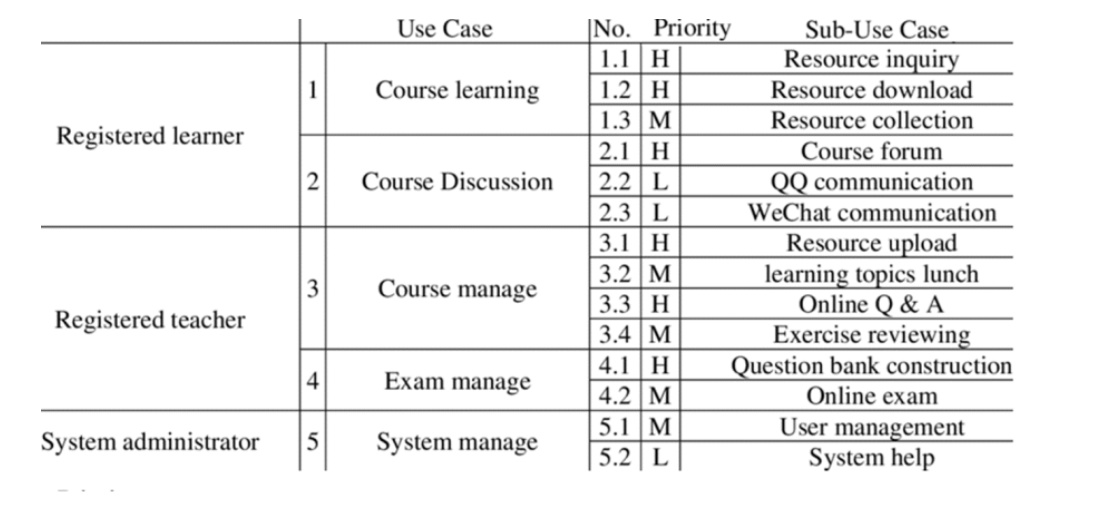 Use Case No. Priority Sub-Use Case
1.1 H Resource inquiry
1 Course learning 1.2 H Resource download
1.3 M Resource collection
Registered learner
2.1 H Course forum
2 Course Discussion 2.2 L QQ communication
2.3 L WeChat communication
3.1 H Resource upload
3.2 M learning topics lunch
3 Course manage
3.3 H Online Q & A
Registered teacher
3.4 M Exercise reviewing
4.1 H Question bank construction
4 Exam manage
4.2 M Online exam
5.1 M User management
System administrator 5 System manage
5.2 L System help